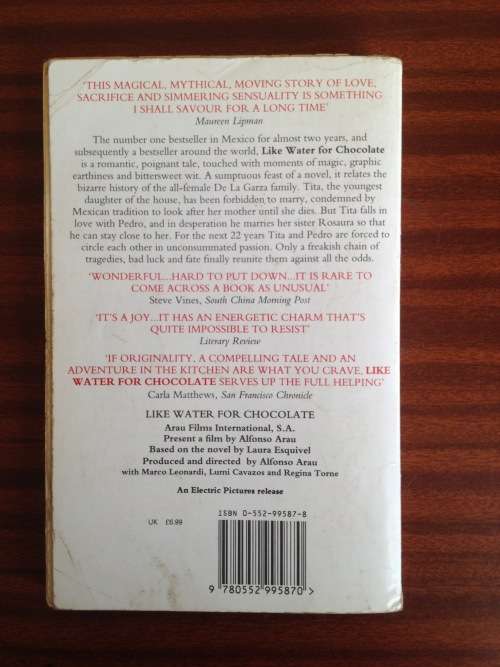 'THIS MAGICAL, MYTHICAL, MOVING STORY OF LOVE,
SACRIFICE AND SIMMERING SENSUALITY IS SOMETHING
I SHALL SAVOUR FOR A LONG TIME'
Maureen Lipman
The number one bestseller in Mexico for almost two years, and
subsequently a bestseller around the world, Like Water for Chocolate
is a romantic, poignant tale, touched with moments of magic, graphic
earthiness and bittersweet wit. A sumptuous feast of a novel, it relates the
bizarre history of the all-female De La Garza family. Tita, the youngest
daughter of the house, has been forbidden to marry, condemned
by Mexican tradition to look after her mother until she dies. But Tita falls in
love with Pedro, and in desperation he marries her sister Rosaura so that
he can stay close to her. For the next 22 years Tita and Pedro are forced to
circle each other in unconsummated passion. Only a freakish chain of
tragedies, bad luck and fate finally reunite them against all the odds.
'WONDERFUL...HARD TO PUT DOWN...IT IS RARE TO
COME ACROSS A BOOK AS UNUSUAL'
Steve Vines, South China Morning Post
'IT'S A JOY...IT HAS AN ENERGETIC CHARM THAT'S
QUITE IMPOSSIBLE TO RESIST'
Literary Review
'IF ORIGINALITY, A COMPELLING TALE AND AN
ADVENTURE IN THE KITCHEN ARE WHAT YOU CRAVE, LIKE
WATER FOR CHOCOLATE SERVES UP THE FULL HELPING'
Carla Matthews, San Francisco Chronicle
LIKE WATER FOR CHOCOLATE
Arau Films International, S.A.
Present a film by Alfonso Arau
Based on the novel by Laura Esquivel
Produced and directed by Alfonso Arau
with Marco Leonardi, Lumi Cavazos and Regina Torne
An Electric Pictures release
ISBN 0-552-99587-8
UK £6.99
9 780552 995870 >